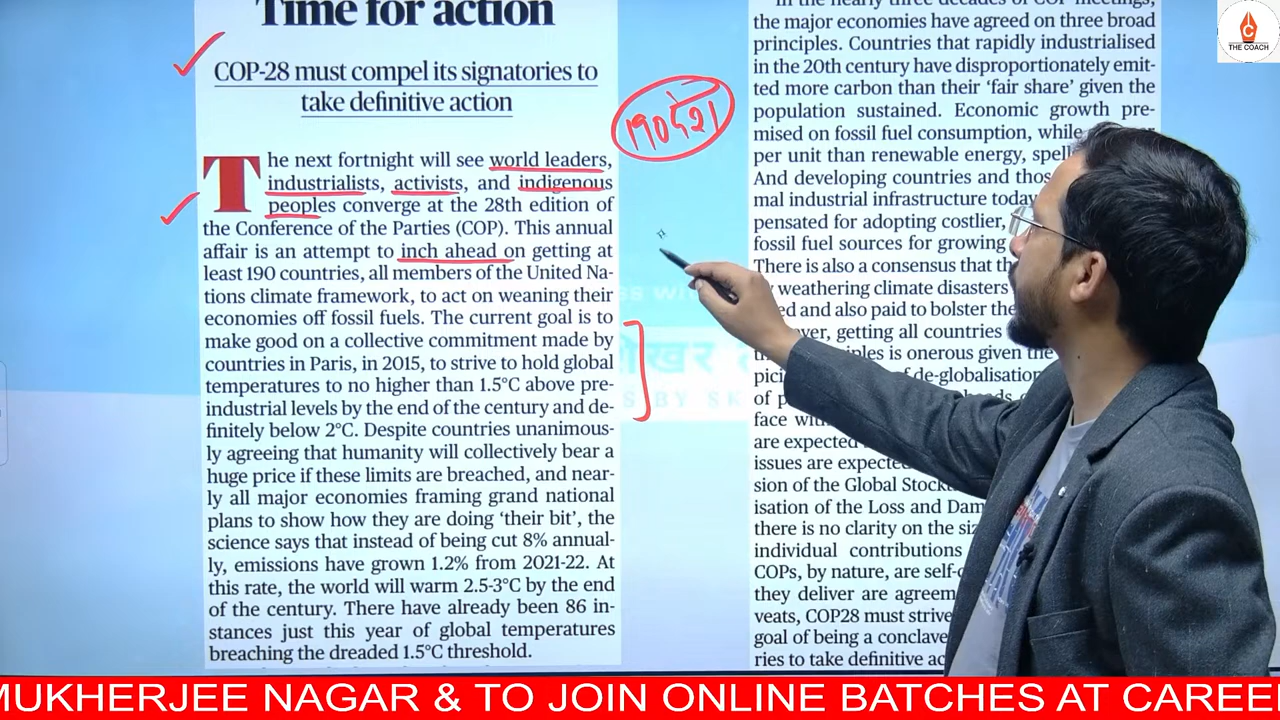 Time for action
COP-28 must compel its signatories to
take definitive action
The next fortnight will see world leaders,
industrialists, activists, and indigenous
peoples converge at the 28th edition of
the Conference of the Parties (COP). This annual
affair is an attempt to inch ahead on getting at
least 190 countries, all members of the United Na-
tions climate framework, to act on weaning their
economies off fossil fuels. The current goal is to
make good on a collective commitment made by
countries in Paris, in 2015, to strive to hold global
temperatures to no higher than 1.5°C above pre-
industrial levels by the end of the century and de-
finitely below 2°C. Despite countries unanimous-
ly agreeing that humanity will collectively bear a
huge price if these limits are breached, and near-
ly all major economies framing grand national
plans to show how they are doing ‘their bit’, the
science says that instead of being cut 8% annual-
ly, emissions have grown 1.2% from 2021-22. At
this rate, the world will warm 2.5-3°C by the end
of the century. There have already been 86 in-
stances just this year of global temperatures
breaching the dreaded 1.5°C threshold.
190
In the nearly three decades of COP meetings,
the major economies have agreed on three broad
principles. Countries that rapidly industrialised
in the 20th century have disproportionately emit-
ted more carbon than their ‘fair share’ given the
population sustained. Economic growth pre-
mised on fossil fuel consumption, while
per unit than renewable energy,
And developing countries and
mal industrial infrastructure today
adopting costlier,
fossil fuel sources for growing
There is also a consensus that
weathering climate disasters
and also paid to bolster
getting all countries
is onerous given the
of de-globalisation
of
face
are expected
issues are expected
sion of the Global
isation of the Loss and
there is no clarity on the
individual contributions
COPs, by nature, are
they deliver are
COP28 must strive
goal of being a conclave
ries to take definitive
THE COACH
MUKHERJEE NAGAR & TO JOIN ONLINE BATCHES AT